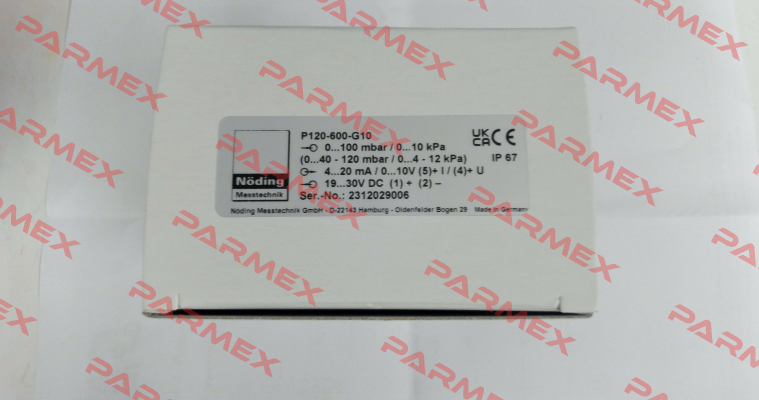 P120-600-G10
0...100 mbar / 0...10 kPa
(0...40 - 120 mbar / 0...4 - 12 kPa)
4...20 mA / 0...10V (5)+ I / (4)+ U
19...30V DC (1) + (2) –
Ser.-No.: 2312029006
UK CA CE
IP 67
Nöding
Messtechnik
Nöding Messtechnik GmbH - D-22143 Hamburg - Oldenfelder Bogen 29 Made in Germany
PARMEX
PARMEX
PARMEX
PARMEX
PARMEX
PARMEX
PARMEX
PARMEX
PARMEX
PARMEX
PARMEX